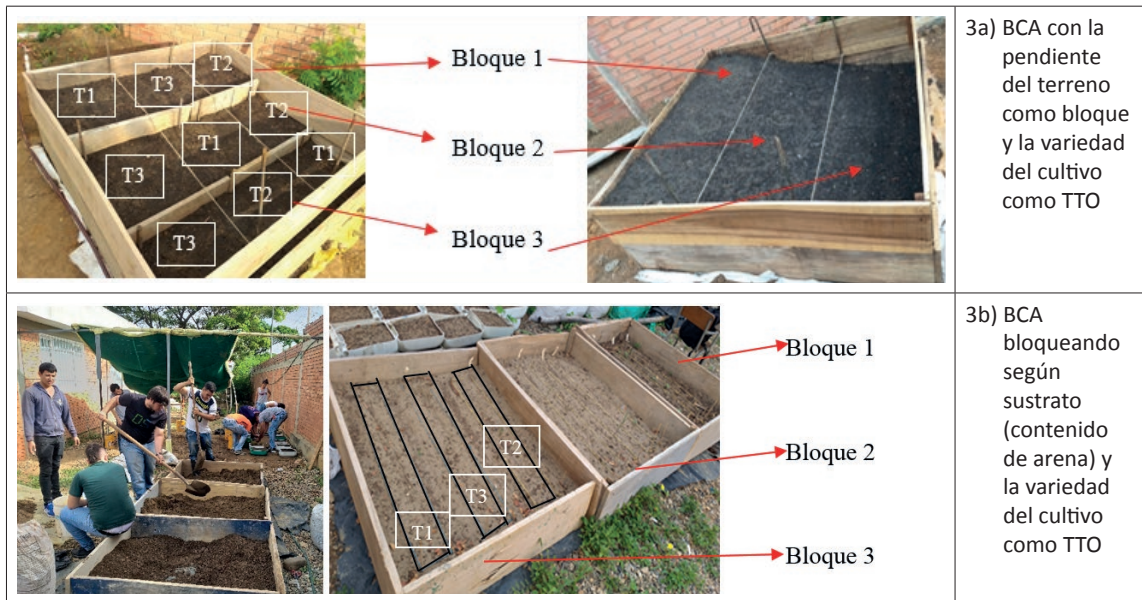 T2
T3
T1
T2
T1
T1
T3
T2
T3
Bloque 1
Bloque 2
Bloque 3
3a) BCA con la
pendiente
del terreno
como bloque
y la variedad
del cultivo
como TTO
T2
T3
T1
Bloque 1
Bloque 2
Bloque 3
3b) BCA
bloqueando
según
sustrato
(contenido
de arena) y
la variedad
del cultivo
como TTO